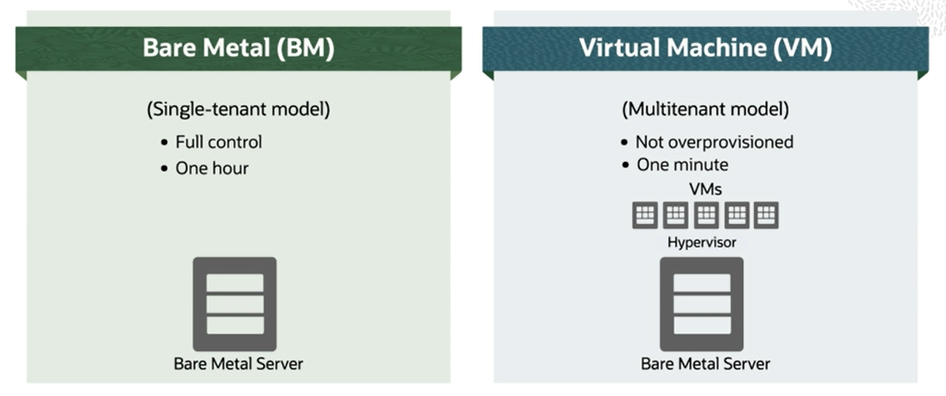 Bare Metal (BM)
(Single-tenant model)
• Full control
• One hour
Bare Metal Server
Virtual Machine (VM)
(Multitenant model)
• Not overprovisioned
• One minute
VMs
Hypervisor
Bare Metal Server